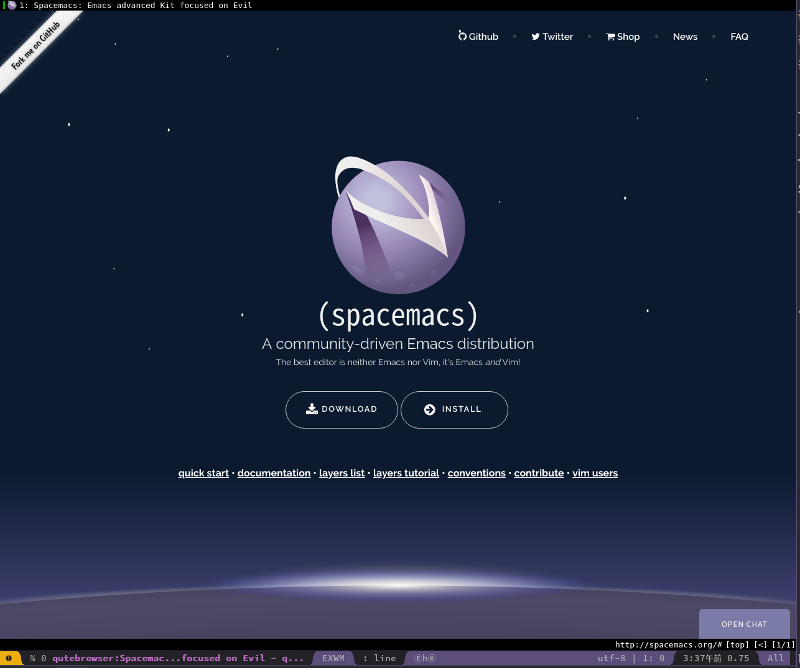 1: Spacemacs: Emacs advanced Kit focused on Evil
Fork me on GitHub
Github • Twitter • Shop • News • FAQ
(spacemacs)
A community-driven Emacs distribution
The best editor is neither Emacs nor Vim, it's Emacs and Vim!
DOWNLOAD INSTALL
quick start • documentation • layers list • layers tutorial • conventions • contribute • vim users
OPEN CHAT
http://spacemacs.org/# [top] [<] [1/1]
❶ % 0 qutebrowser:Spacemac...focused on Evil - q... EXWM : line ⒺhⓀ utf-8 | 1: 0 3:37午前 0.75 All